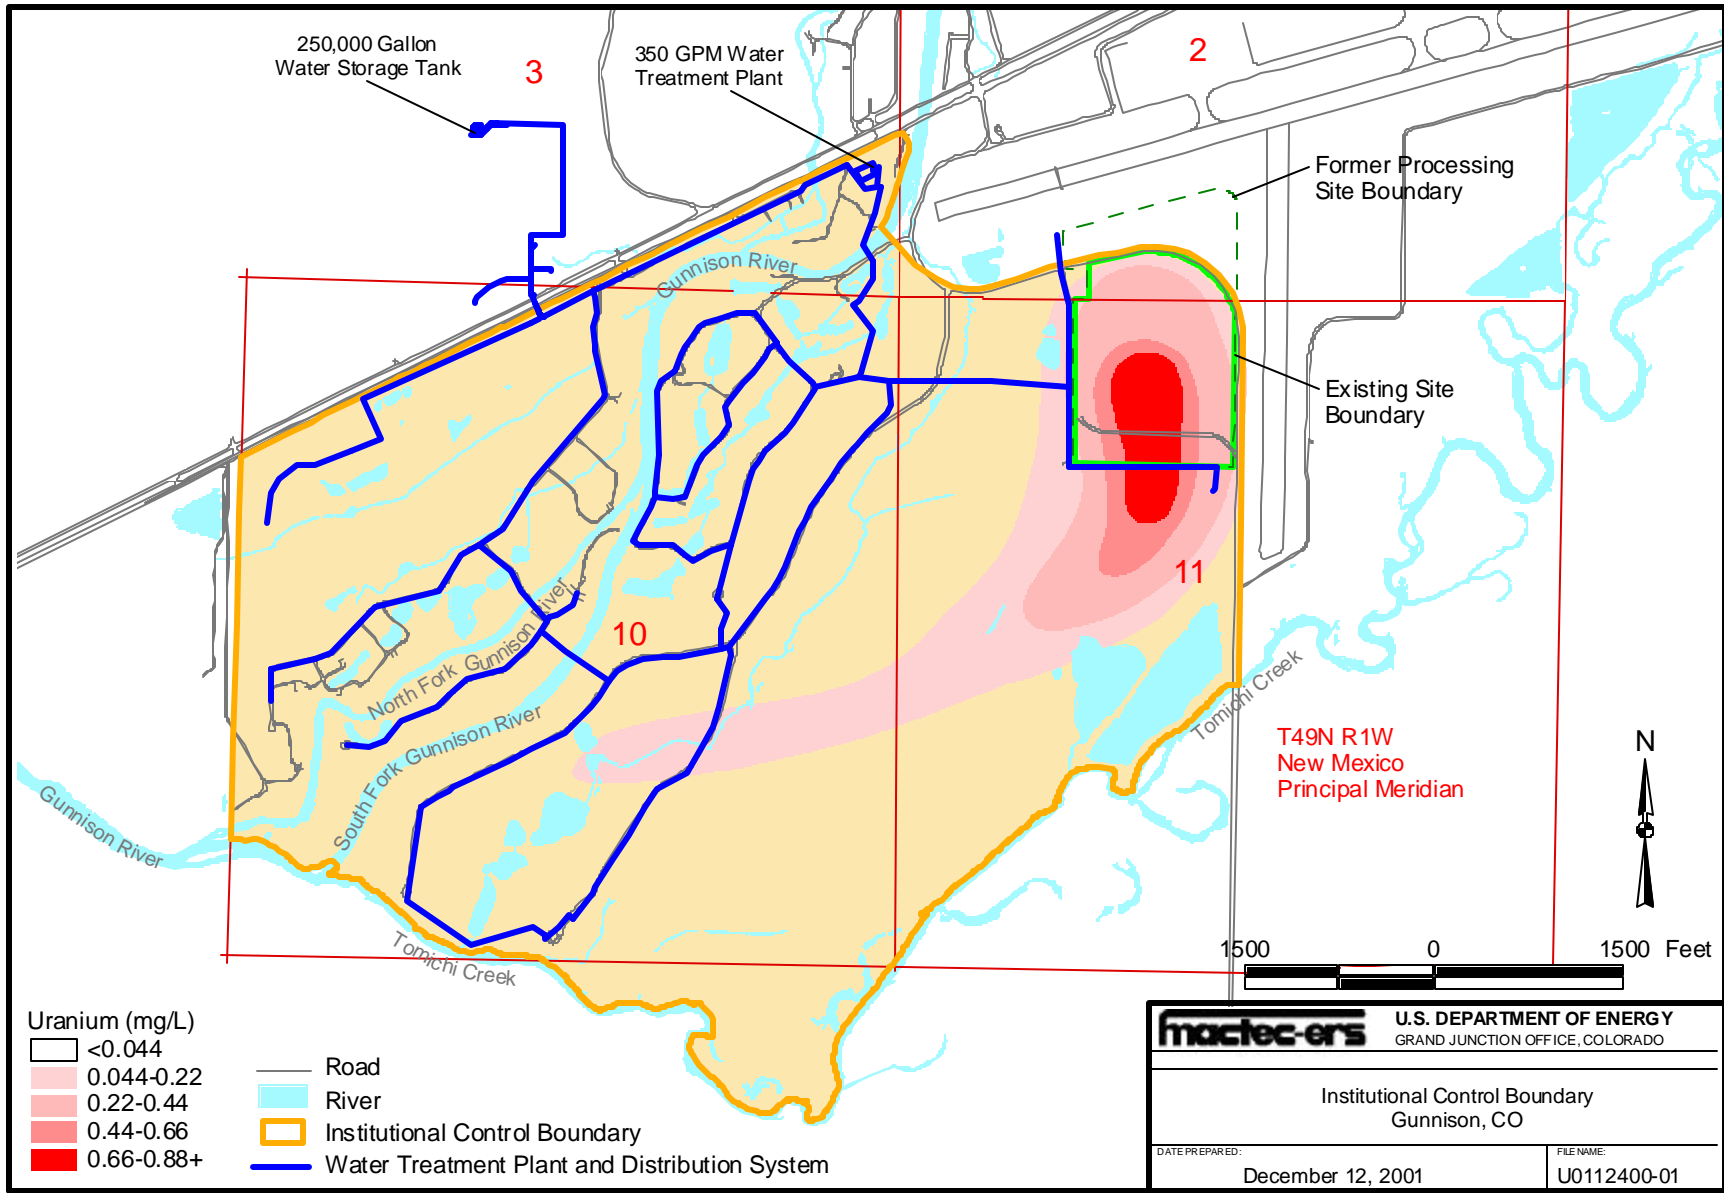 250,000 Gallon
Water Storage Tank
3
350 GPM Water
Treatment Plant
2
Former Processing
Site Boundary
Gunnison River
Existing Site
Boundary
11
10
North Fork Gunnison River
South Fork Gunnison River
Gunnison River
Tomichi Creek
Tomichi Creek
T49N R1W
New Mexico
Principal Meridian
N
1500 0 1500 Feet
Uranium (mg/L)
<0.044
0.044-0.22
0.22-0.44
0.44-0.66
0.66-0.88+
Road
River
Institutional Control Boundary
Water Treatment Plant and Distribution System
mactec-ers
U.S. DEPARTMENT OF ENERGY
GRAND JUNCTION OFFICE, COLORADO
Institutional Control Boundary
Gunnison, CO
DATE PREPARED:
December 12, 2001
FILENAME:
U0112400-01